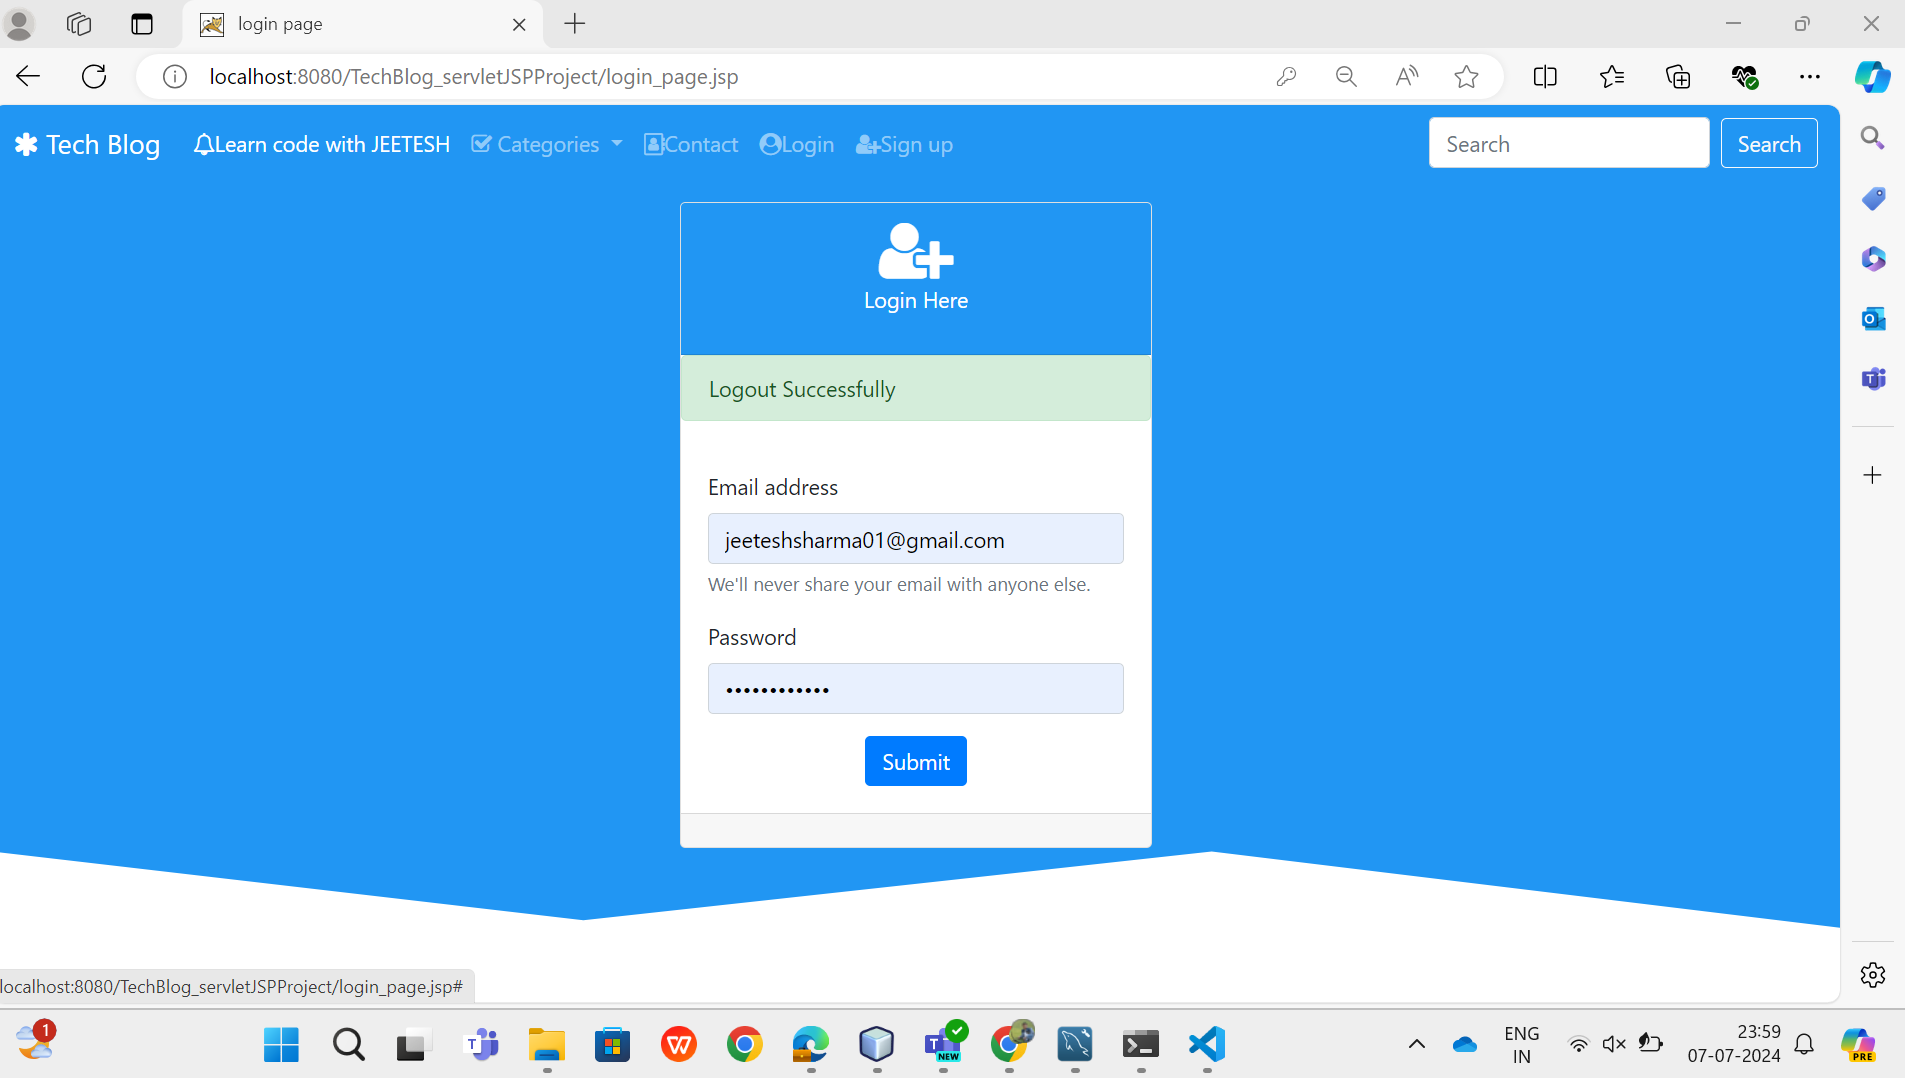 login page
localhost:8080/TechBlog_servletJSPProject/login_page.jsp
Tech Blog Learn code with JEETESH Categories Contact Login Sign up Search Search
Login Here
Logout Successfully
Email address
jeeteshsharma01@gmail.com
We'll never share your email with anyone else.
Password
••••••••••••
Submit
localhost:8080/TechBlog_servletJSPProject/login_page.jsp#
1
NEW
ENG
IN
23:59
07-07-2024
PRE